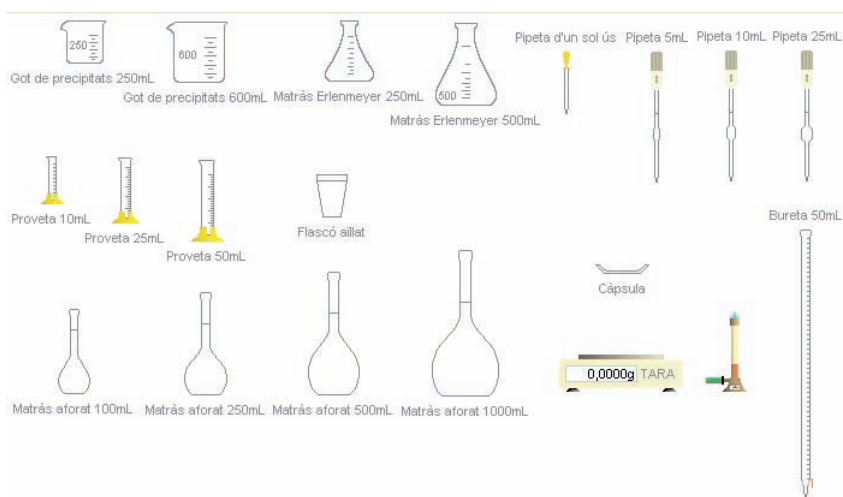 250
Got de precipitats 250mL
600
Got de precipitats 600mL
Matràs Erlenmeyer 250mL
500
Matràs Erlenmeyer 500mL
Pipeta d'un sol ús
Pipeta 5mL
Pipeta 10mL
Pipeta 25mL
Proveta 10mL
Proveta 25mL
Proveta 50mL
Flascó aïllat
Bureta 50mL
Càpsula
Matràs aforat 100mL
Matràs aforat 250mL
Matràs aforat 500mL
Matràs aforat 1000mL
0,0000g TARA